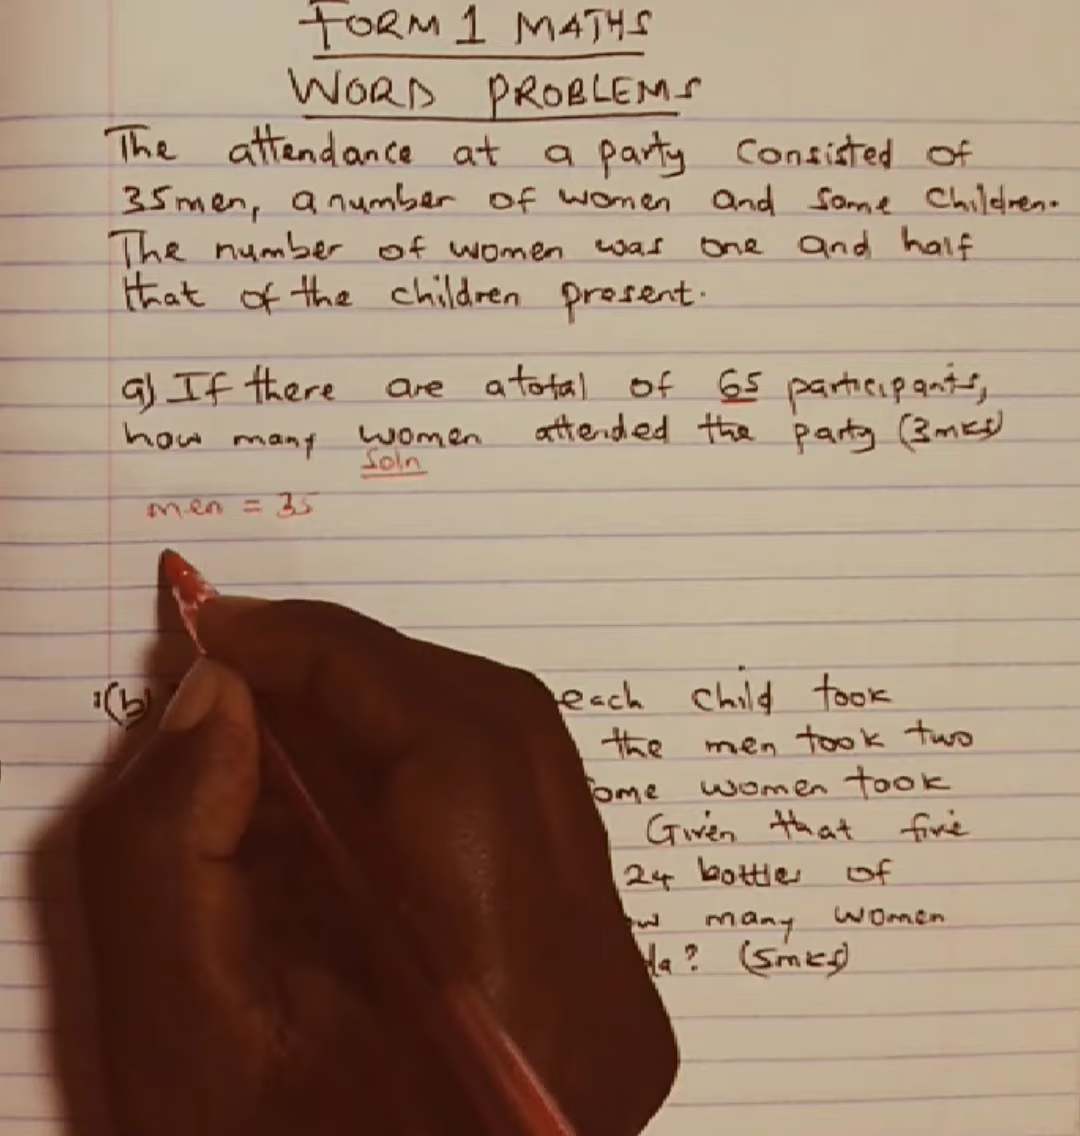 FORM 1 MATHS
WORD PROBLEMS
The attendance at a party consisted of
35men, a number of women and some children.
The number of women was one and half
that of the children present.
a) If there are a total of 65 participants,
how many women attended the party (3mks)
Soln
men = 35
(b) each child took
the men took two
ome women took
Given that five
24 bottles of
many women
da? (5mks)